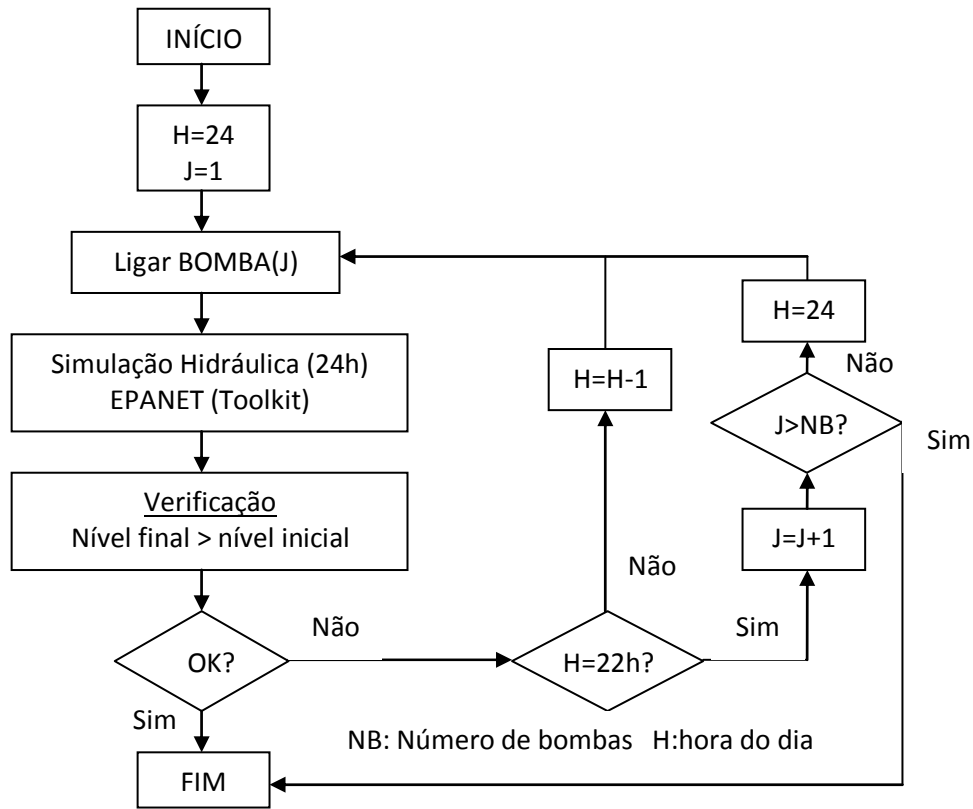 INÍCIO
H=24
J=1
Ligar BOMBA(J)
Simulação Hidráulica (24h)
EPANET (Toolkit)
Verificação
Nível final > nível inicial
OK?
Não
Sim
FIM
H=22h?
Não
Sim
H=H-1
J=J+1
J>NB?
Não
Sim
H=24
NB: Número de bombas H:hora do dia